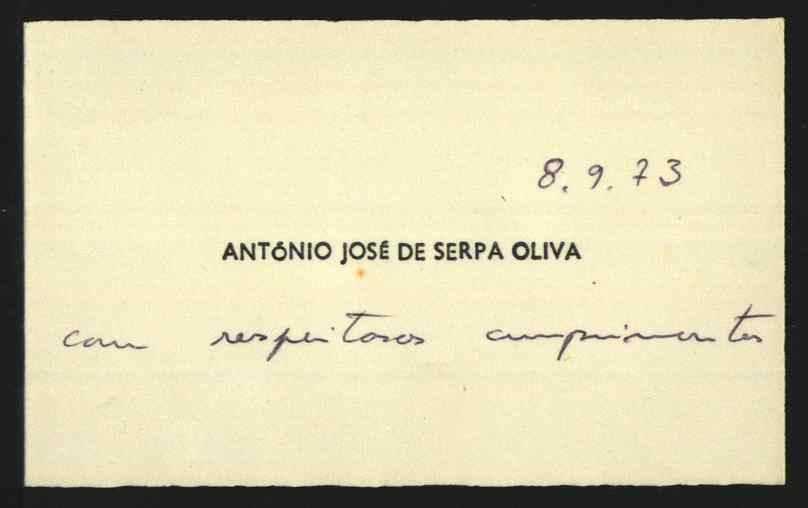 8.9.73
ANTÓNIO JOSÉ DE SERPA OLIVA
com respeitosos cumprimentos